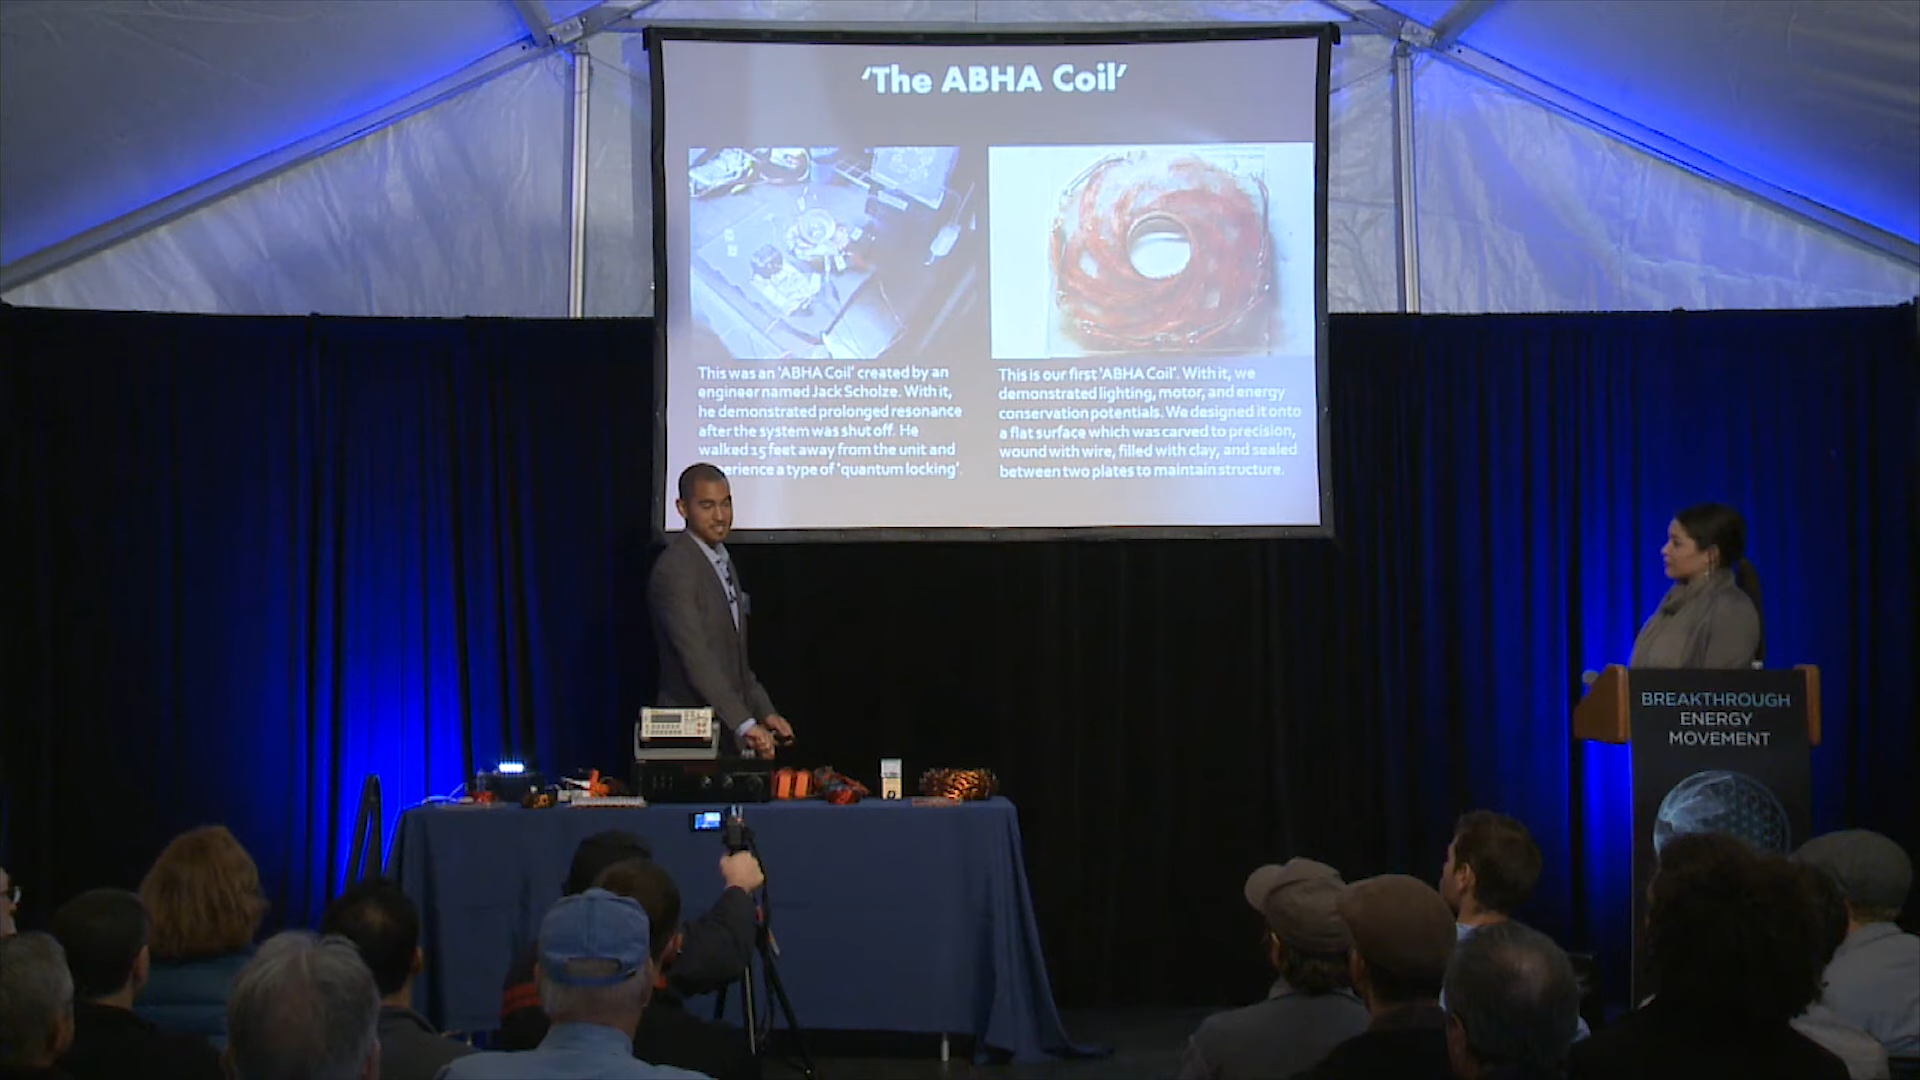 'The ABHA Coil'
This was an 'ABHA Coil' created by an
engineer named Jack Scholze. With it,
he demonstrated prolonged resonance
after the system was shut off. He
walked 15 feet away from the unit and
a type of 'quantum locking'.
This is our first 'ABHA Coil'. With it, we
demonstrated lighting, motor, and energy
conservation potentials. We designed it onto
a flat surface which was carved to precision,
wound with wire, filled with clay, and sealed
between two plates to maintain structure.
BREAKTHROUGH
ENERGY
MOVEMENT